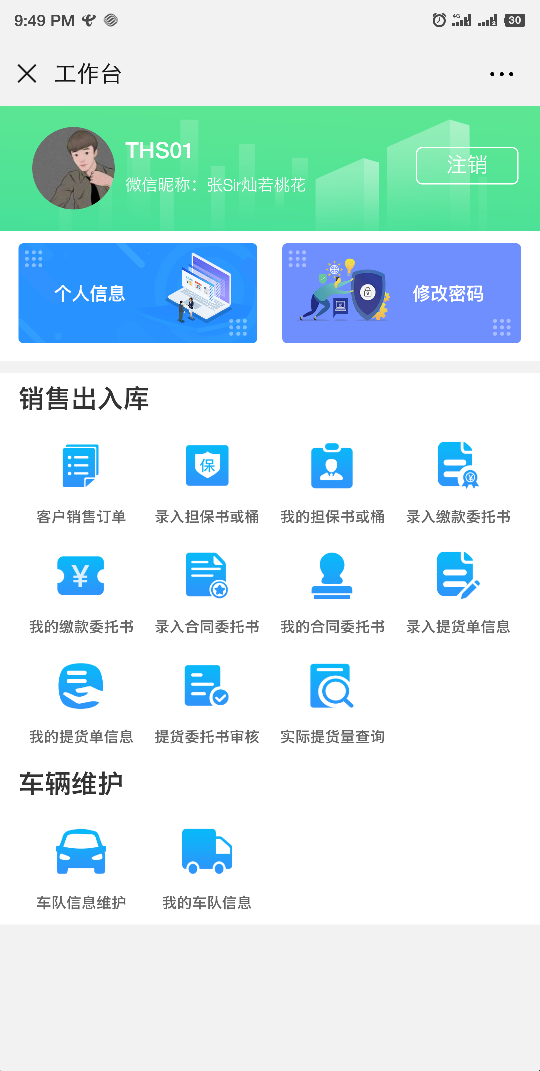 9:49 PM
4G
30
工作台
THS01
微信昵称：张Sir灿若桃花
注销
个人信息
修改密码
销售出入库
保
客户销售订单
录入担保书或桶
我的担保书或桶
录入缴款委托书
¥
我的缴款委托书
录入合同委托书
我的合同委托书
录入提货单信息
我的提货单信息
提货委托书审核
实际提货量查询
车辆维护
车队信息维护
我的车队信息